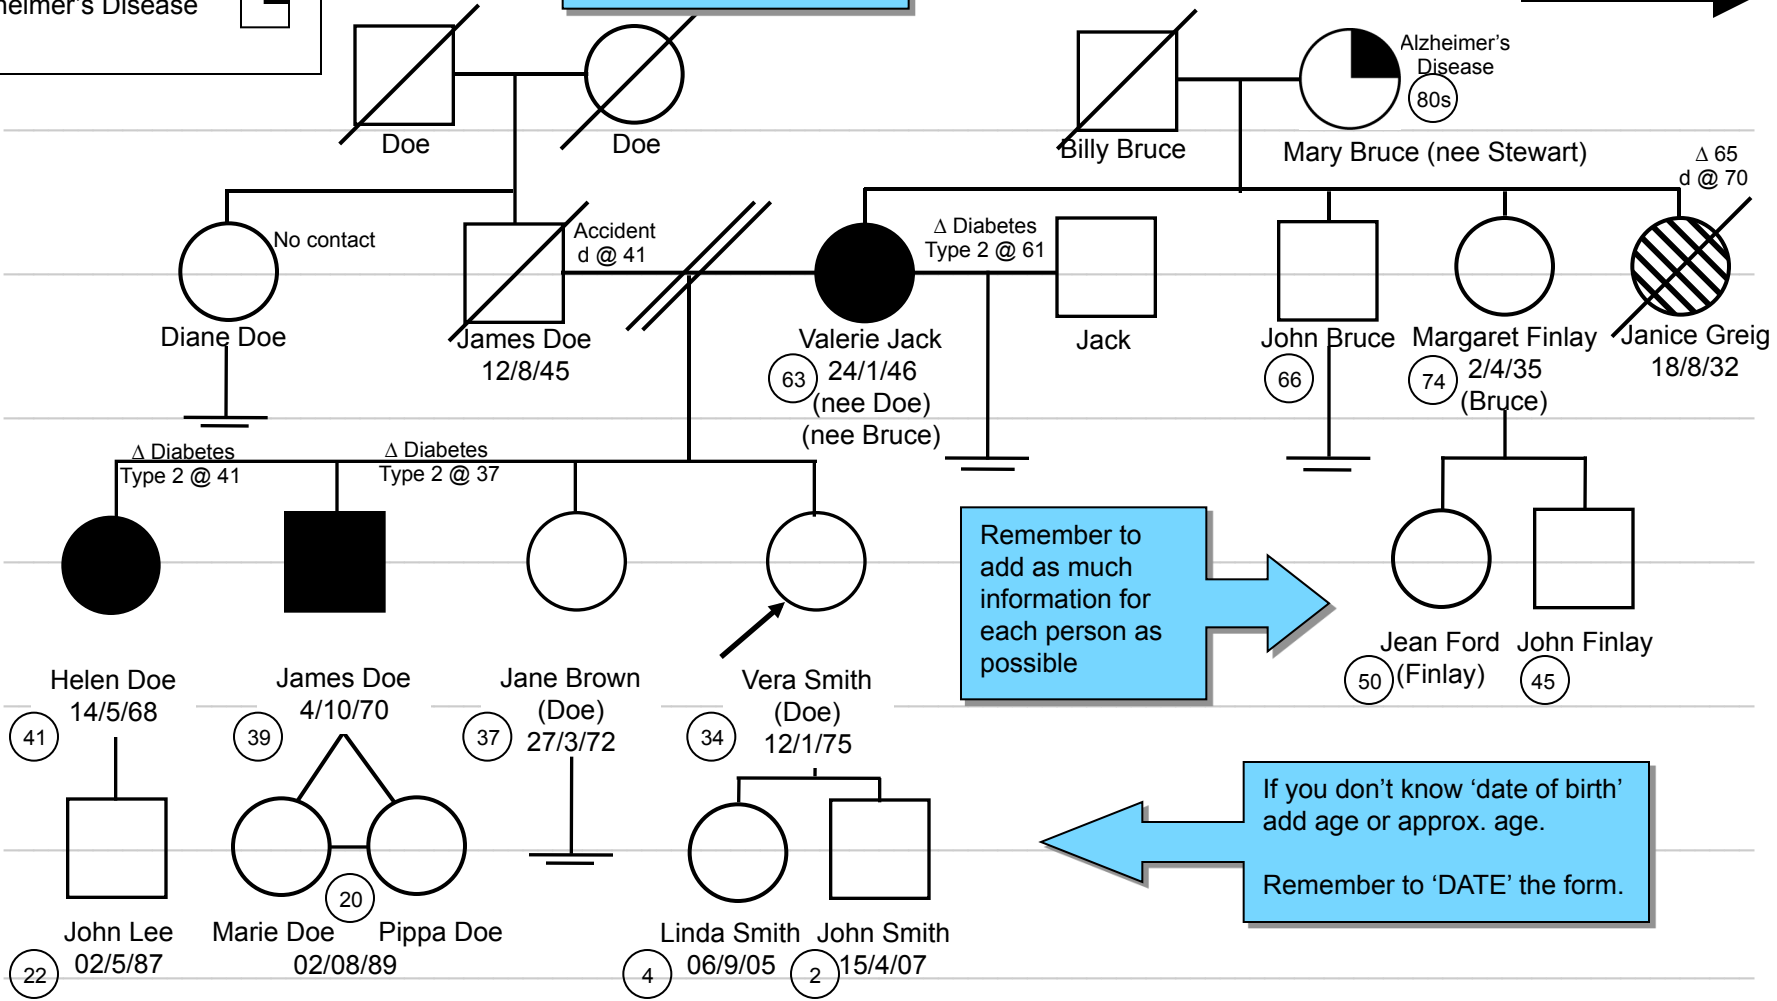 heimer's Disease
Alzheimer's
Disease
80s
Doe
Doe
Billy Bruce
Mary Bruce (nee Stewart)
Δ 65
d @ 70
No contact
Accident
d @ 41
Δ Diabetes
Type 2 @ 61
Diane Doe
James Doe
12/8/45
Valerie Jack
63
24/1/46
(nee Doe)
(nee Bruce)
Jack
John Bruce
66
Margaret Finlay
74
2/4/35
(Bruce)
Janice Greig
18/8/32
Δ Diabetes
Type 2 @ 41
Δ Diabetes
Type 2 @ 37
Remember to
add as much
information for
each person as
possible
Helen Doe
14/5/68
41
James Doe
4/10/70
39
Jane Brown
(Doe)
37
27/3/72
Vera Smith
(Doe)
34
12/1/75
Jean Ford
50
(Finlay)
John Finlay
45
If you don't know 'date of birth'
add age or approx. age.
Remember to 'DATE' the form.
John Lee
22
02/5/87
20
Marie Doe
Pippa Doe
02/08/89
Linda Smith
4
06/9/05
John Smith
2
15/4/07